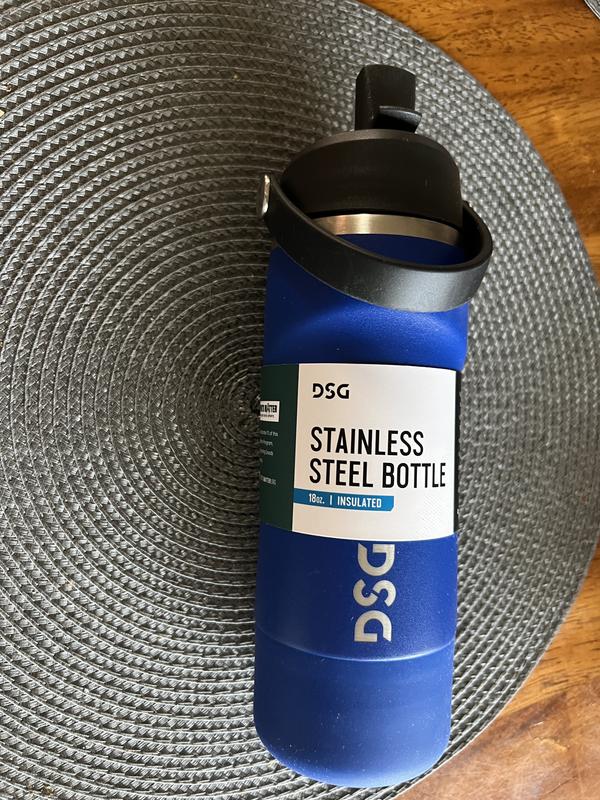 DSG
STAINLESS
STEEL BOTTLE
18oz. | INSULATED
DSG